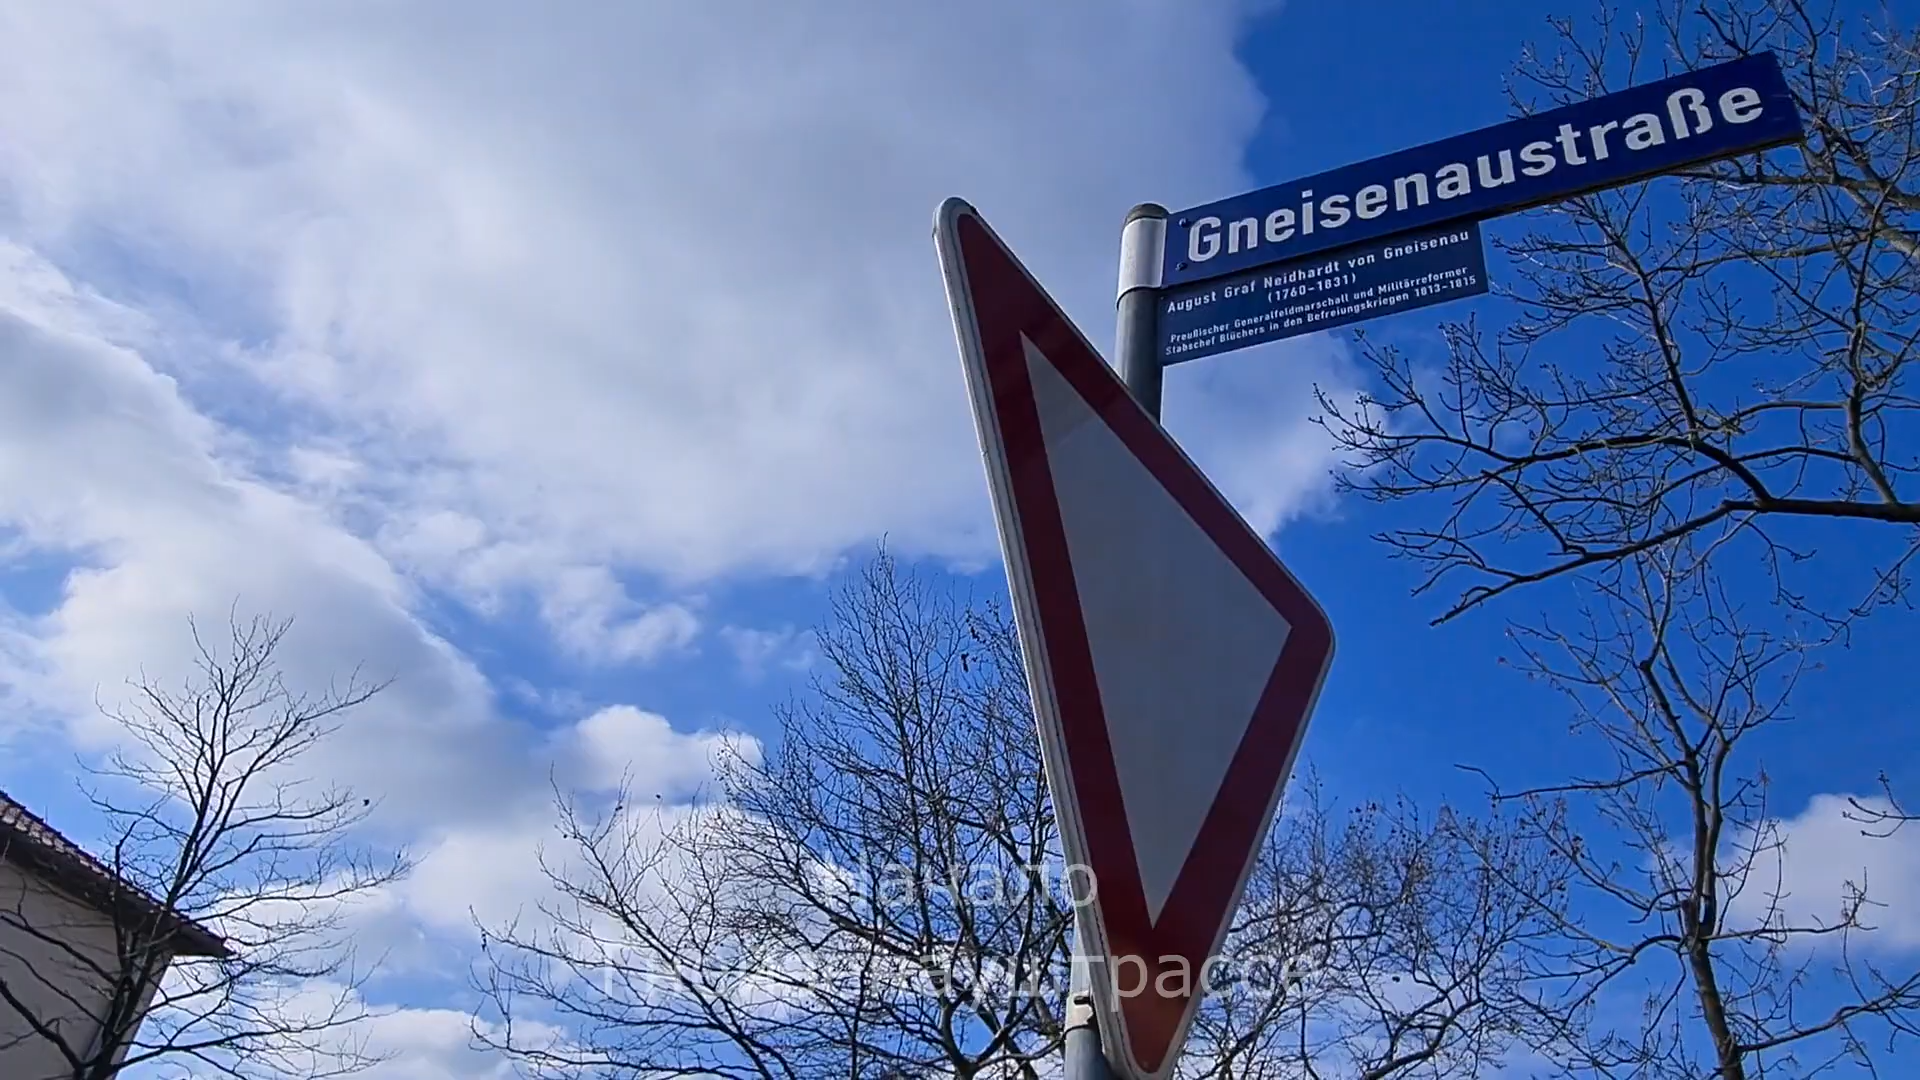 Gneisenaustraße
August Graf Neidhardt von Gneisenau
(1760-1831)
Preußischer Generalfeldmarschall und Militärreformer
Stabschef Blüchers in den Befreiungskriegen 1813-1815
Начало